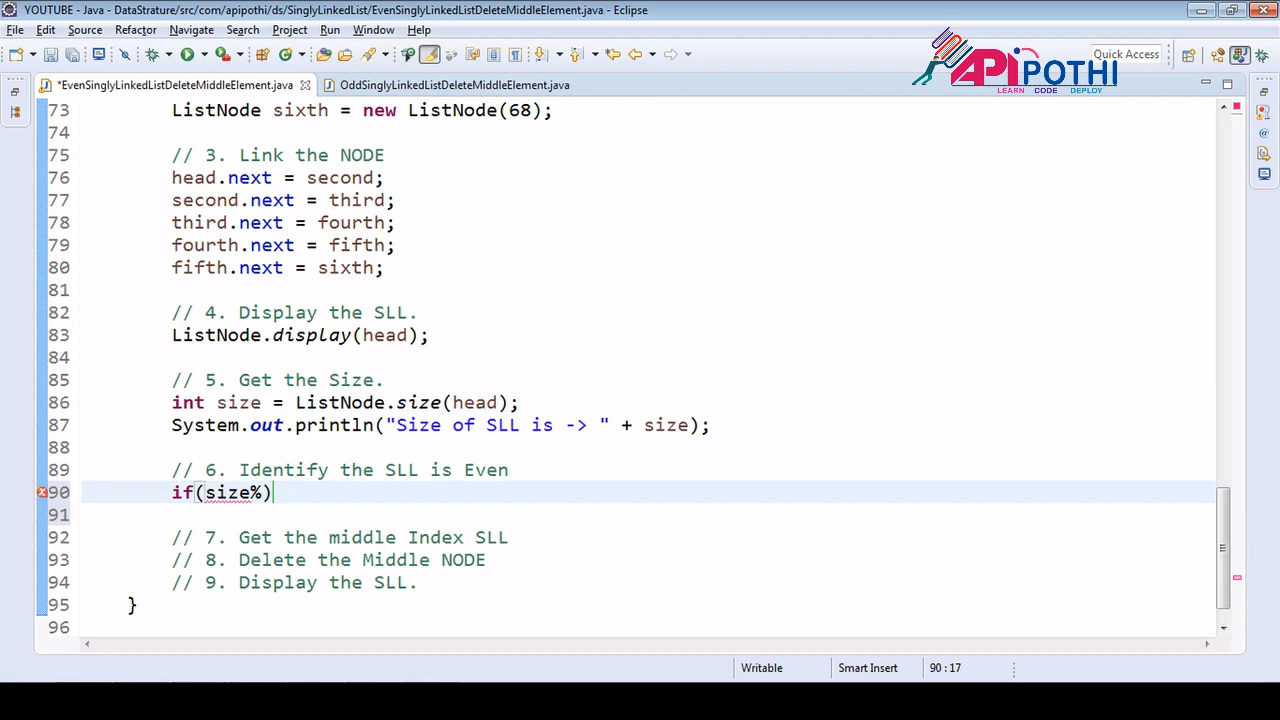 YOUTUBE - Java - DataStrature/src/com/apipothi/ds/SinglyLinkedList/EvenSinglyLinkedListDeleteMiddleElement.java - Eclipse
File Edit Source Refactor Navigate Search Project Run Window Help
Quick Access
APiPOTHI
LEARN CODE DEPLOY
*EvenSinglyLinkedListDeleteMiddleElement.java OddSinglyLinkedListDeleteMiddleElement.java
73 ListNode sixth = new ListNode(68);
74
75 // 3. Link the NODE
76 head.next = second;
77 second.next = third;
78 third.next = fourth;
79 fourth.next = fifth;
80 fifth.next = sixth;
81
82 // 4. Display the SLL.
83 ListNode.display(head);
84
85 // 5. Get the Size.
86 int size = ListNode.size(head);
87 System.out.println("Size of SLL is -> " + size);
88
89 // 6. Identify the SLL is Even
90 if(size%)
91
92 // 7. Get the middle Index SLL
93 // 8. Delete the Middle NODE
94 // 9. Display the SLL.
95 }
96
Writable Smart Insert 90 : 17